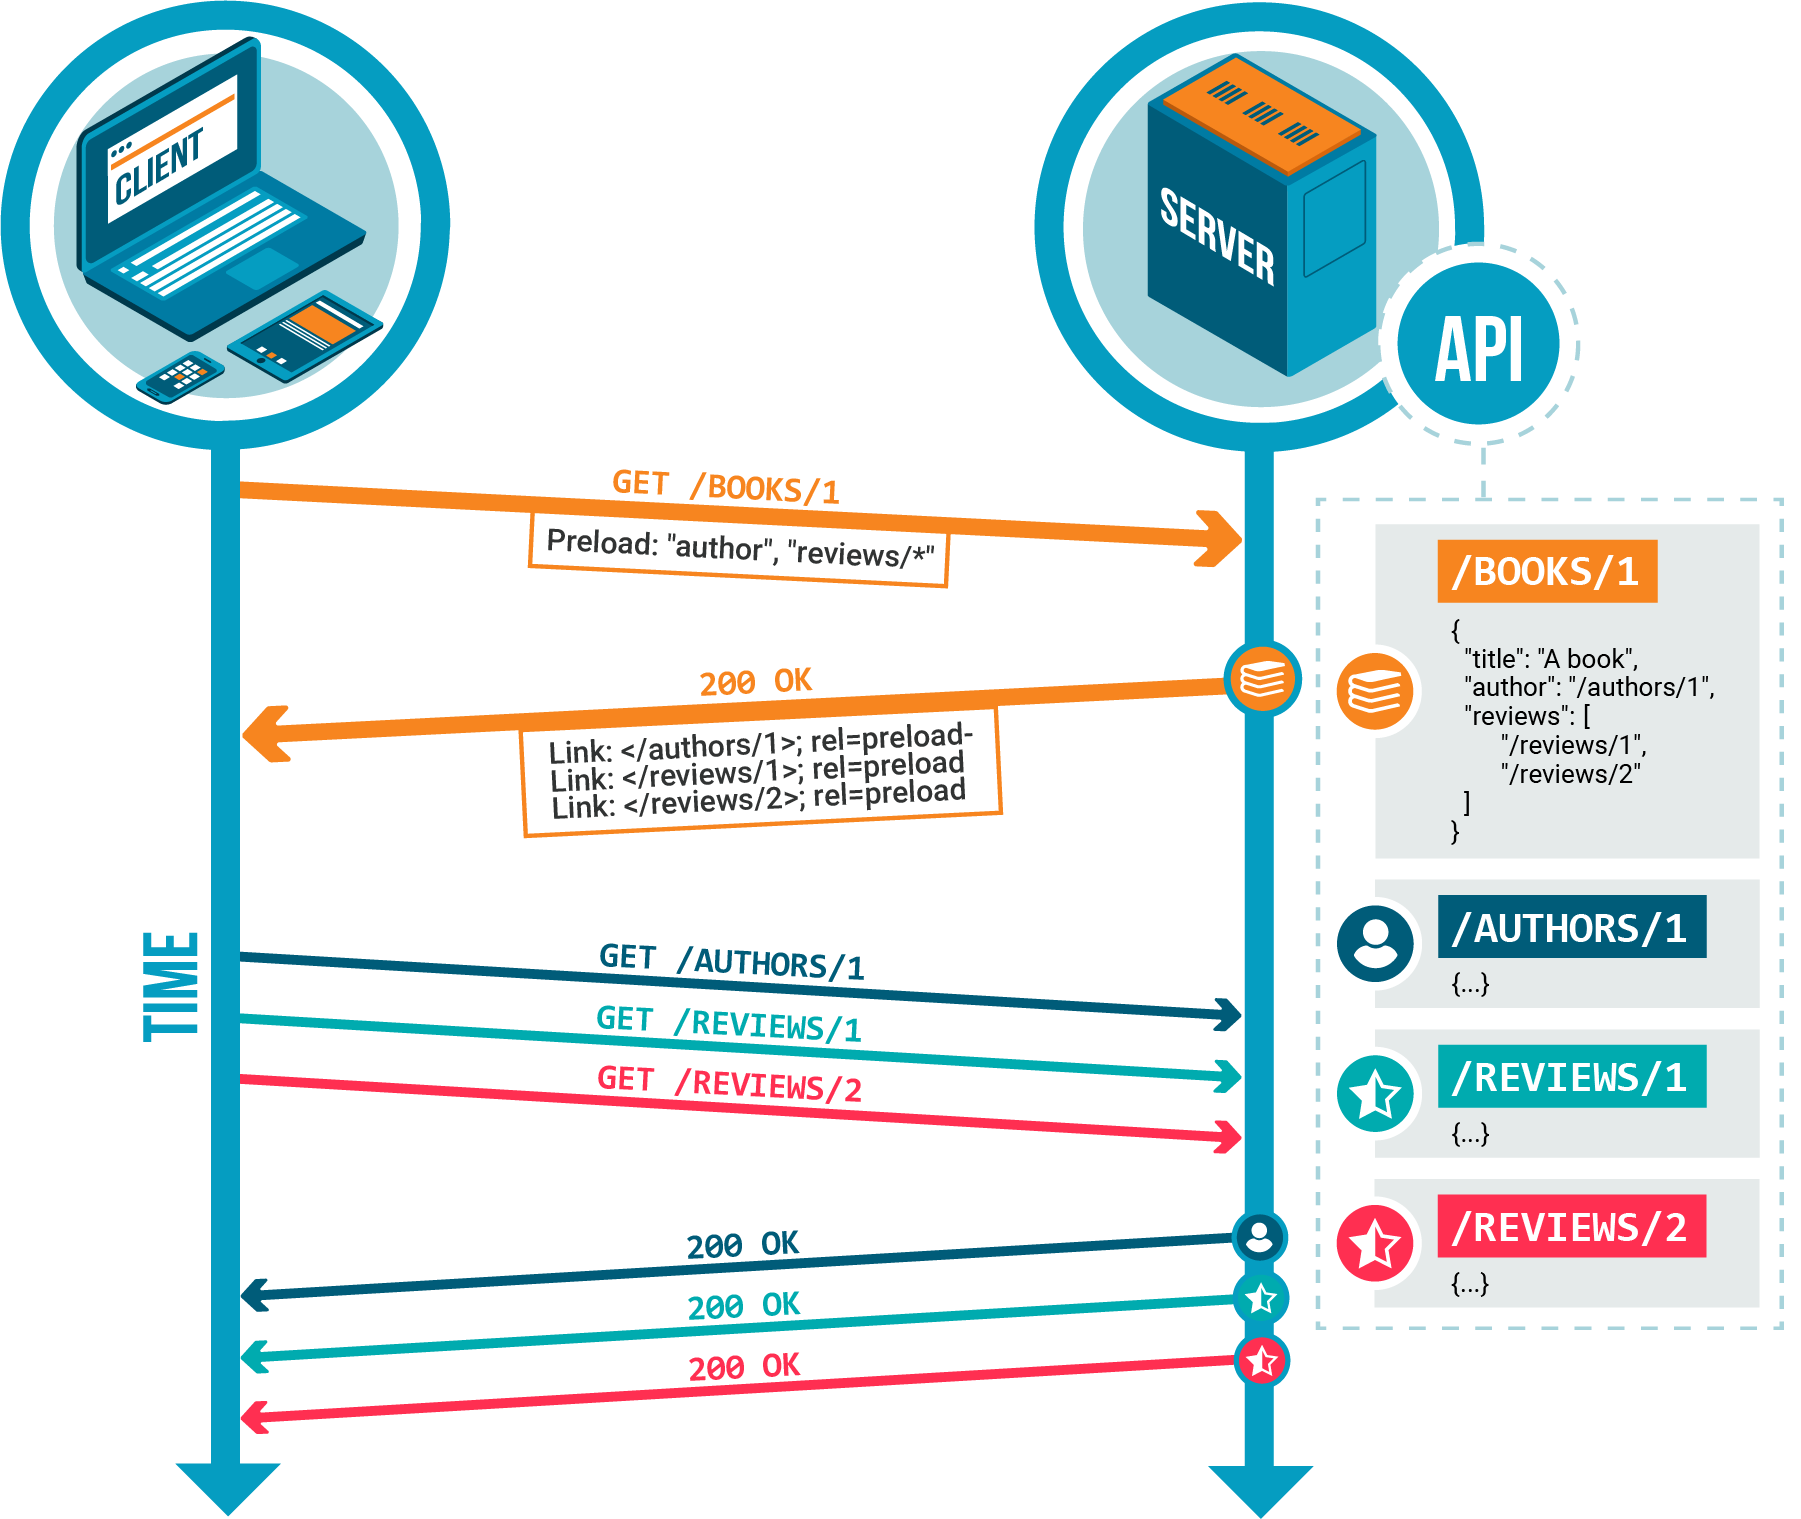 CLIENT
SERVER
API
GET /BOOKS/1
Preload: "author", "reviews/*"
200 OK
Link: </authors/1>; rel=preload-
Link: </reviews/1>; rel=preload
Link: </reviews/2>; rel=preload
TIME
GET /AUTHORS/1
GET /REVIEWS/1
GET /REVIEWS/2
200 OK
200 OK
200 OK
/BOOKS/1
{
"title": "A book",
"author": "/authors/1",
"reviews": [
"/reviews/1",
"/reviews/2"
]
}
/AUTHORS/1
{...}
/REVIEWS/1
{...}
/REVIEWS/2
{...}